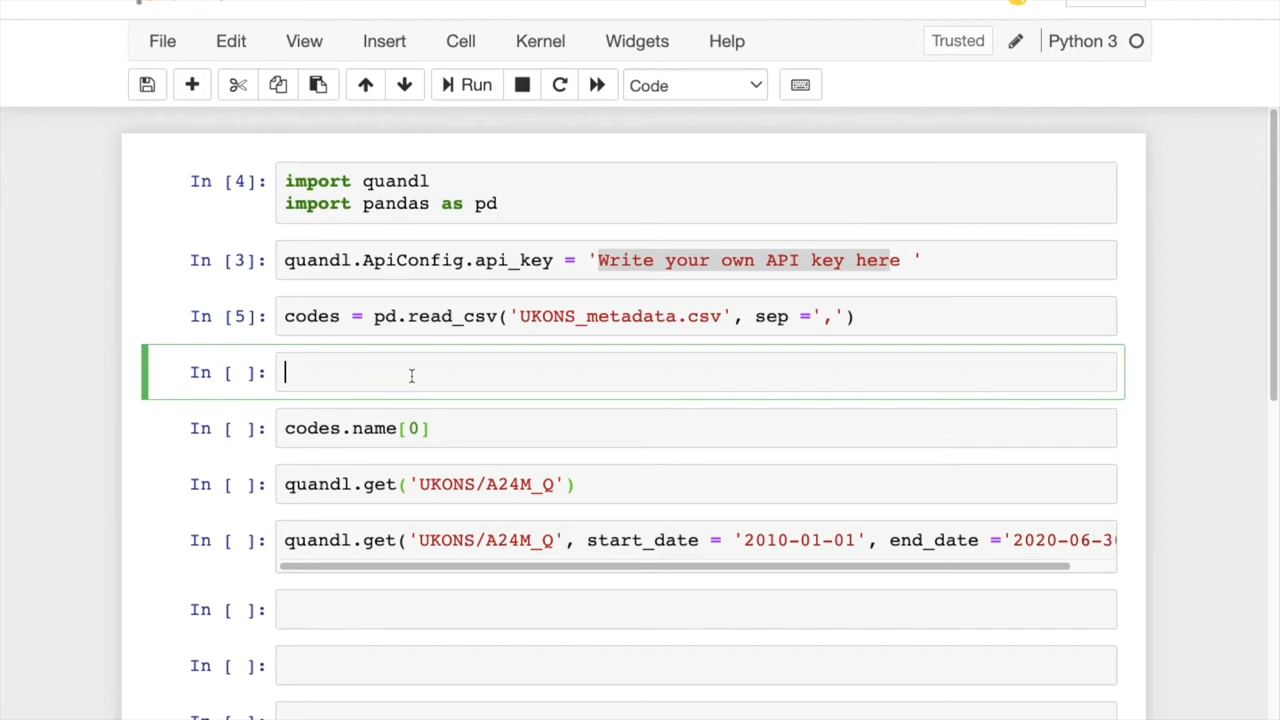 File Edit View Insert Cell Kernel Widgets Help Trusted Python 3
Run Code
In [4]: import quandl
import pandas as pd
In [3]: quandl.ApiConfig.api_key = 'Write your own API key here '
In [5]: codes = pd.read_csv('UKONS_metadata.csv', sep =',')
In [ ]:
In [ ]: codes.name[0]
In [ ]: quandl.get('UKONS/A24M_Q')
In [ ]: quandl.get('UKONS/A24M_Q', start_date = '2010-01-01', end_date ='2020-06-3
In [ ]:
In [ ]: